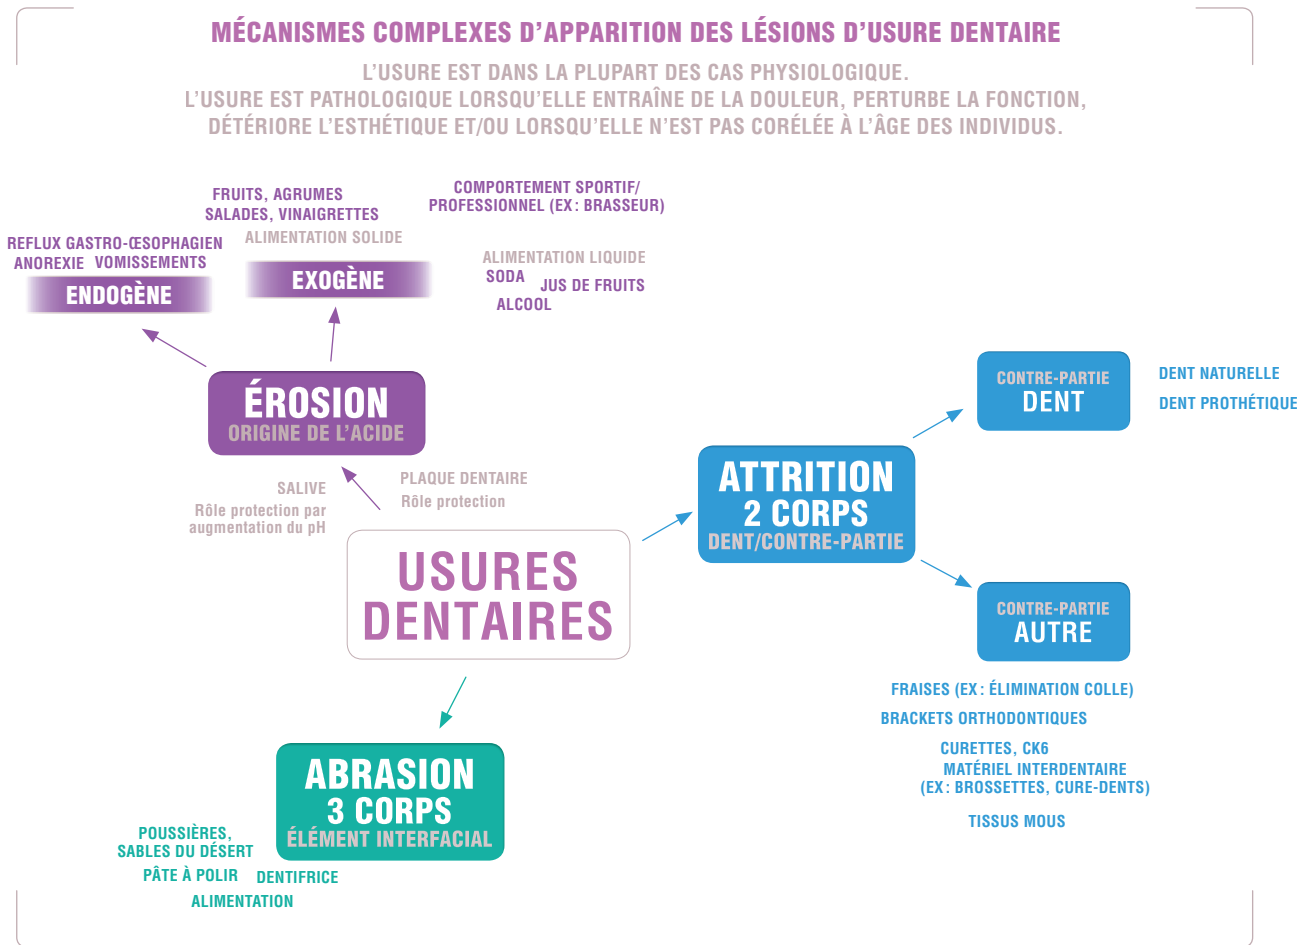 MÉCANISMES COMPLEXES D'APPARITION DES LÉSIONS D'USURE DENTAIRE
L'USURE EST DANS LA PLUPART DES CAS PHYSIOLOGIQUE.
L'USURE EST PATHOLOGIQUE LORSQU'ELLE ENTRAÎNE DE LA DOULEUR, PERTURBE LA FONCTION,
DÉTÉRIORE L'ESTHÉTIQUE ET/OU LORSQU'ELLE N'EST PAS CORÉLÉE À L'ÂGE DES INDIVIDUS.
REFLUX GASTRO-ŒSOPHAGIEN
ANOREXIE VOMISSEMENTS
ENDOGÈNE
FRUITS, AGRUMES
SALADES, VINAIGRETTES
ALIMENTATION SOLIDE
EXOGÈNE
COMPORTEMENT SPORTIF/
PROFESSIONNEL (EX : BRASSEUR)
ALIMENTATION LIQUIDE
SODA
JUS DE FRUITS
ALCOOL
ÉROSION
ORIGINE DE L'ACIDE
SALIVE
Rôle protection par
augmentation du pH
PLAQUE DENTAIRE
Rôle protection
USURES
DENTAIRES
ATTRITION
2 CORPS
DENT/CONTRE-PARTIE
CONTRE-PARTIE
DENT
DENT NATURELLE
DENT PROTHÉTIQUE
CONTRE-PARTIE
AUTRE
FRAISES (EX : ÉLIMINATION COLLE)
BRACKETS ORTHODONTIQUES
CURETTES, CK6
MATÉRIEL INTERDENTAIRE
(EX : BROSSETTES, CURE-DENTS)
TISSUS MOUS
ABRASION
3 CORPS
ÉLÉMENT INTERFACIAL
POUSSIÈRES,
SABLES DU DÉSERT
PÂTE À POLIR DENTIFRICE
ALIMENTATION